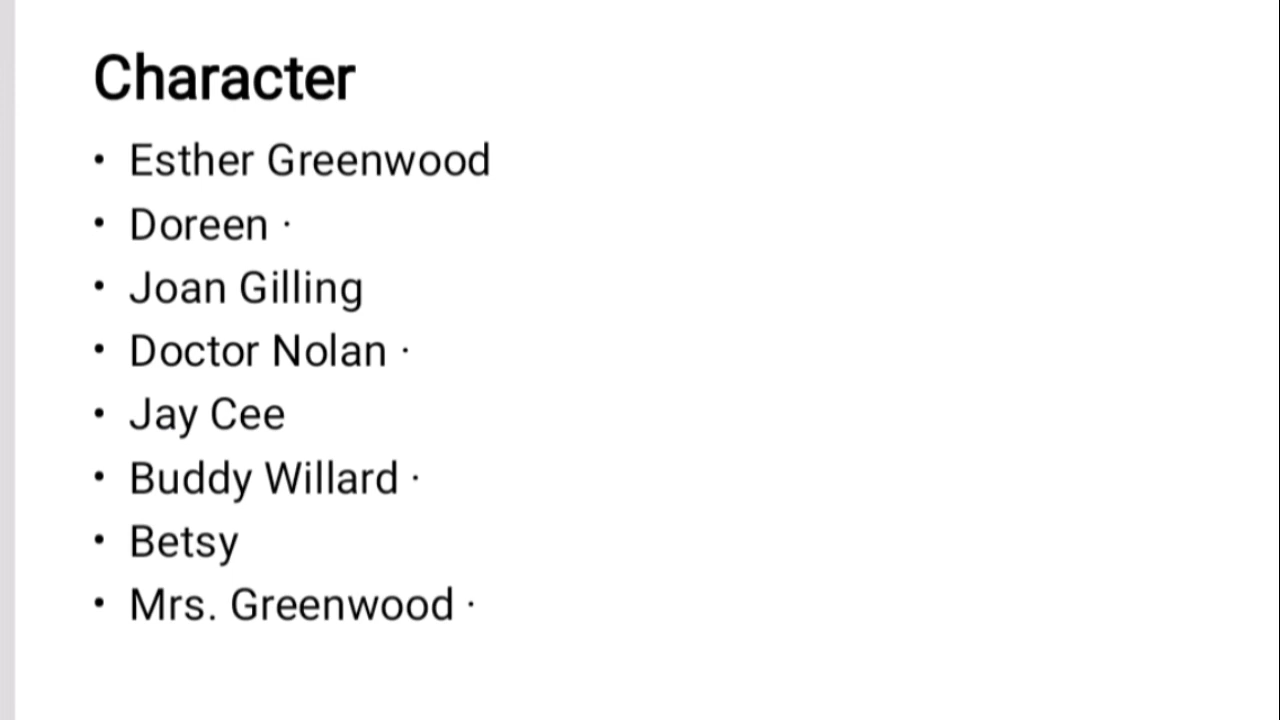 Character
• Esther Greenwood
• Doreen ·
• Joan Gilling
• Doctor Nolan ·
• Jay Cee
• Buddy Willard ·
• Betsy
• Mrs. Greenwood ·